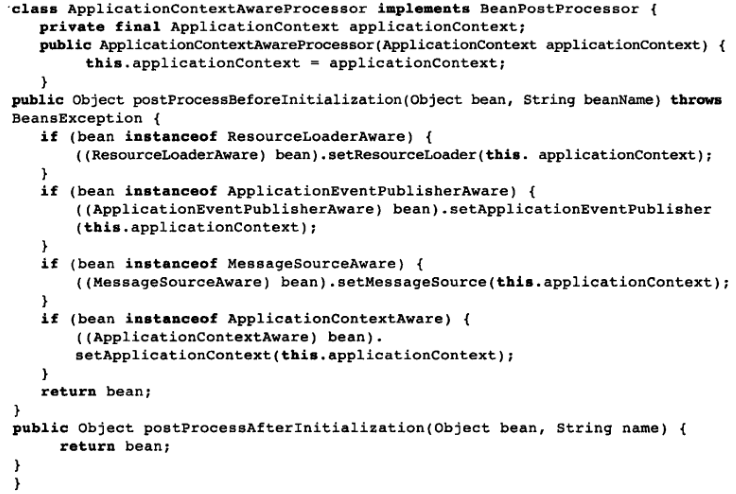 class ApplicationContextAwareProcessor implements BeanPostProcessor {
private final ApplicationContext applicationContext;
public ApplicationContextAwareProcessor(ApplicationContext applicationContext) {
this.applicationContext = applicationContext;
}
public Object postProcessBeforeInitialization(Object bean, String beanName) throws
BeansException {
if (bean instanceof ResourceLoaderAware) {
((ResourceLoaderAware) bean).setResourceLoader(this. applicationContext);
}
if (bean instanceof ApplicationEventPublisherAware) {
((ApplicationEventPublisherAware) bean).setApplicationEventPublisher
(this.applicationContext);
}
if (bean instanceof MessageSourceAware) {
((MessageSourceAware) bean).setMessageSource(this.applicationContext);
}
if (bean instanceof ApplicationContextAware) {
((ApplicationContextAware) bean).
setApplicationContext(this.applicationContext);
}
return bean;
}
public Object postProcessAfterInitialization(Object bean, String name) {
return bean;
}
}